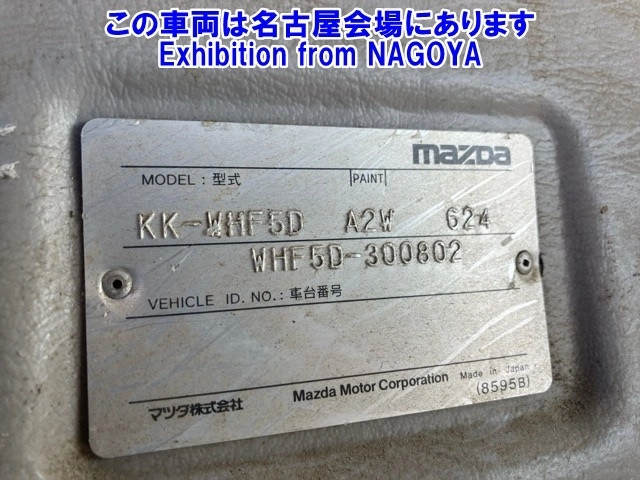 この車両は名古屋会場にあります
Exhibition from NAGOYA
mazda
MODEL : 型式 PAINT
KK-WHF5D A2W 624
WHF5D-300802
VEHICLE ID. NO. : 車台番号
マツダ株式会社 Mazda Motor Corporation Made in Japan
(8595B)